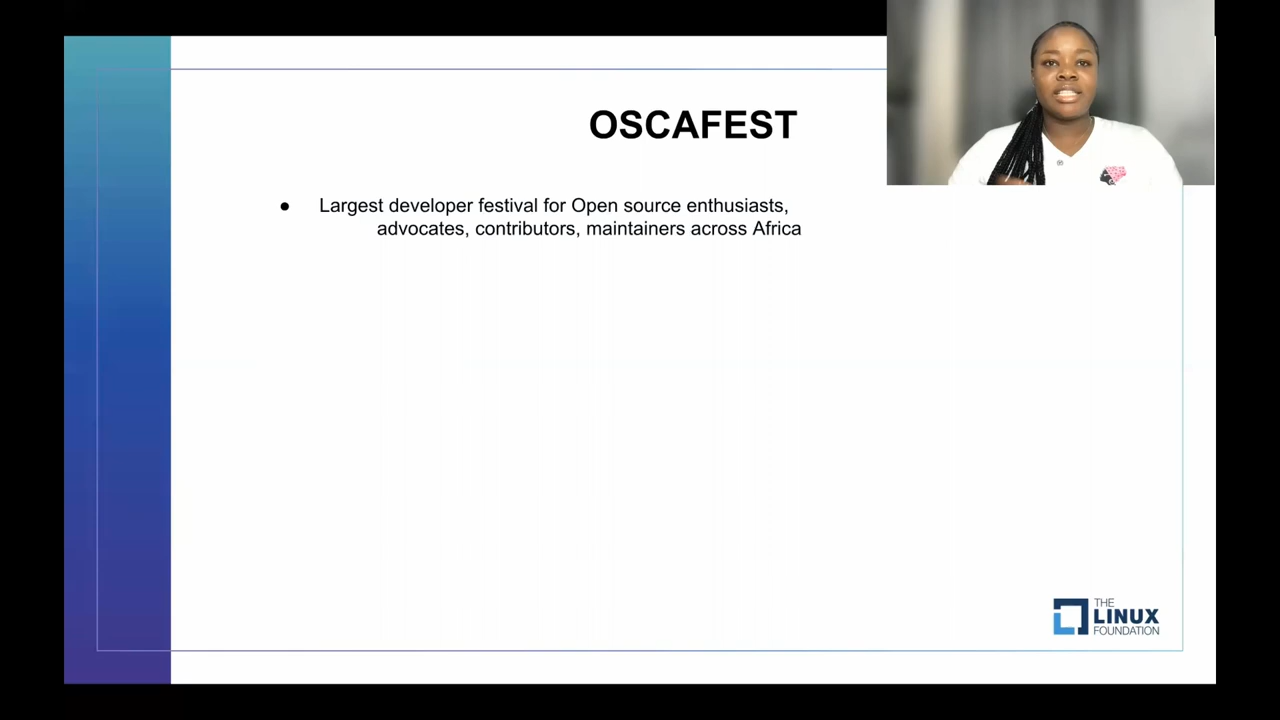 OSCAFEST
● Largest developer festival for Open source enthusiasts,
advocates, contributors, maintainers across Africa
THE
LINUX
FOUNDATION